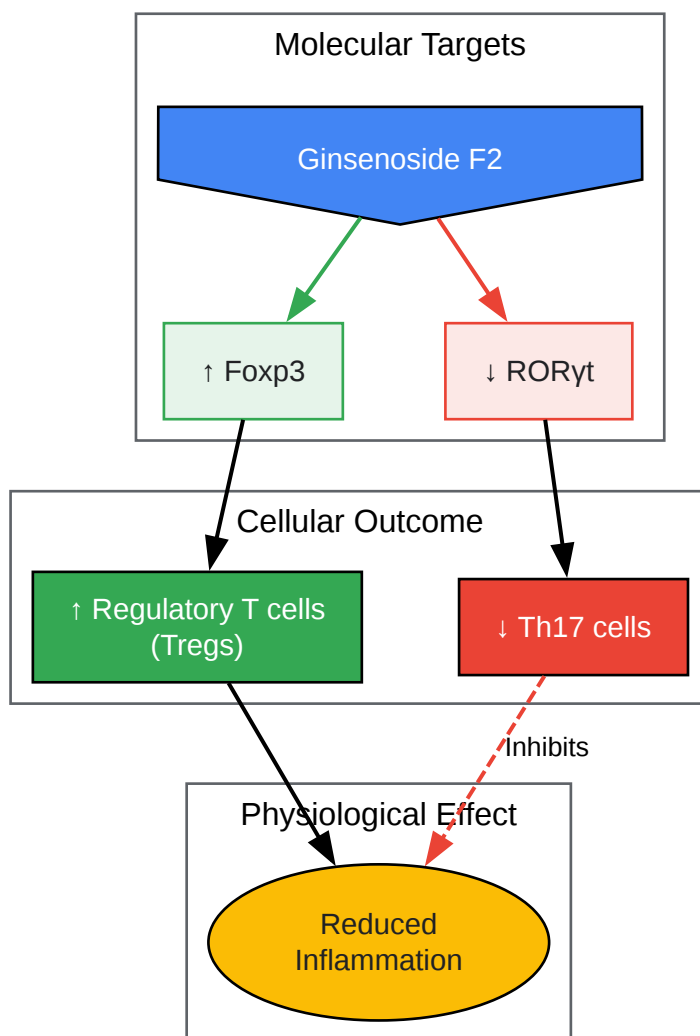 Molecular Targets
Ginsenoside F2
↑ Foxp3
↓ RORγt
Cellular Outcome
↑ Regulatory T cells
(Tregs)
↓ Th17 cells
Inhibits
Physiological Effect
Reduced
Inflammation